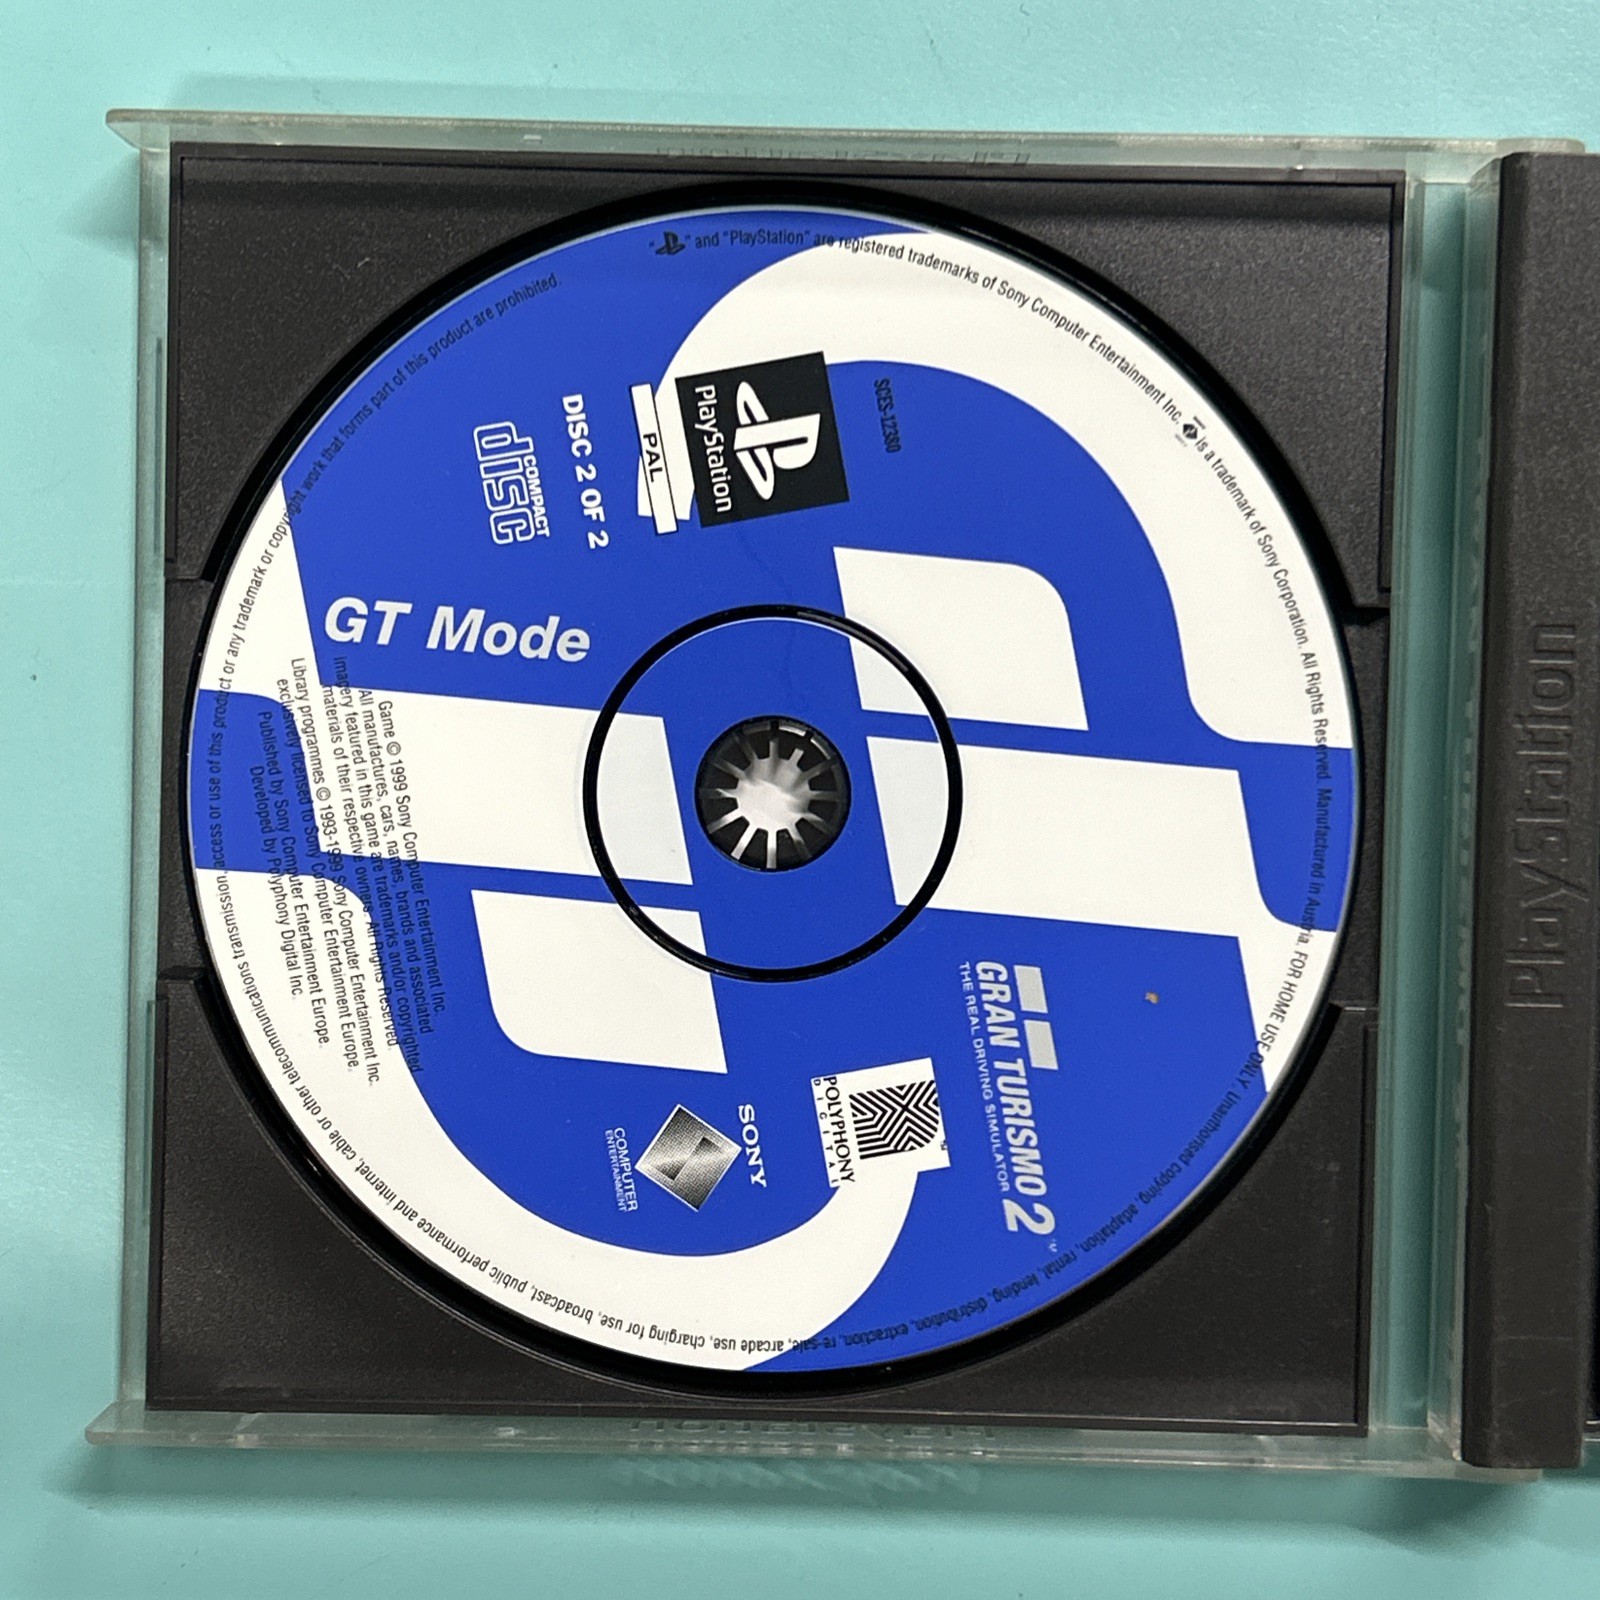 "PS" and "PlayStation" are registered trademarks of Sony Computer Entertainment Inc. is a trademark of Sony Corporation. All Rights Reserved. Manufactured in Austria. FOR HOME USE ONLY. Unauthorised copying, adaptation, rental, lending, distribution, extraction, re-sale, arcade use, charging for use, broadcast, public performance and internet, cable or other telecommunications transmission, access or use of this product or any trademark or copyright work that forms part of this product are prohibited.
SCES-12380
PlayStation
PAL
DISC 2 OF 2
COMPACT
disc
GT Mode
Game © 1999 Sony Computer Entertainment Inc.
All manufactures, cars, names, brands and associated
imagery featured in this game are trademarks and/or copyrighted
materials of their respective owners. All Rights Reserved.
Library programmes © 1993-1999 Sony Computer Entertainment Inc.
exclusively licensed to Sony Computer Entertainment Europe.
Published by Sony Computer Entertainment Europe.
Developed by Polyphony Digital Inc.
GRAN TURISMO 2
THE REAL DRIVING SIMULATOR
POLYPHONY
DIGITAL
SONY
COMPUTER
ENTERTAINMENT
PlayStation